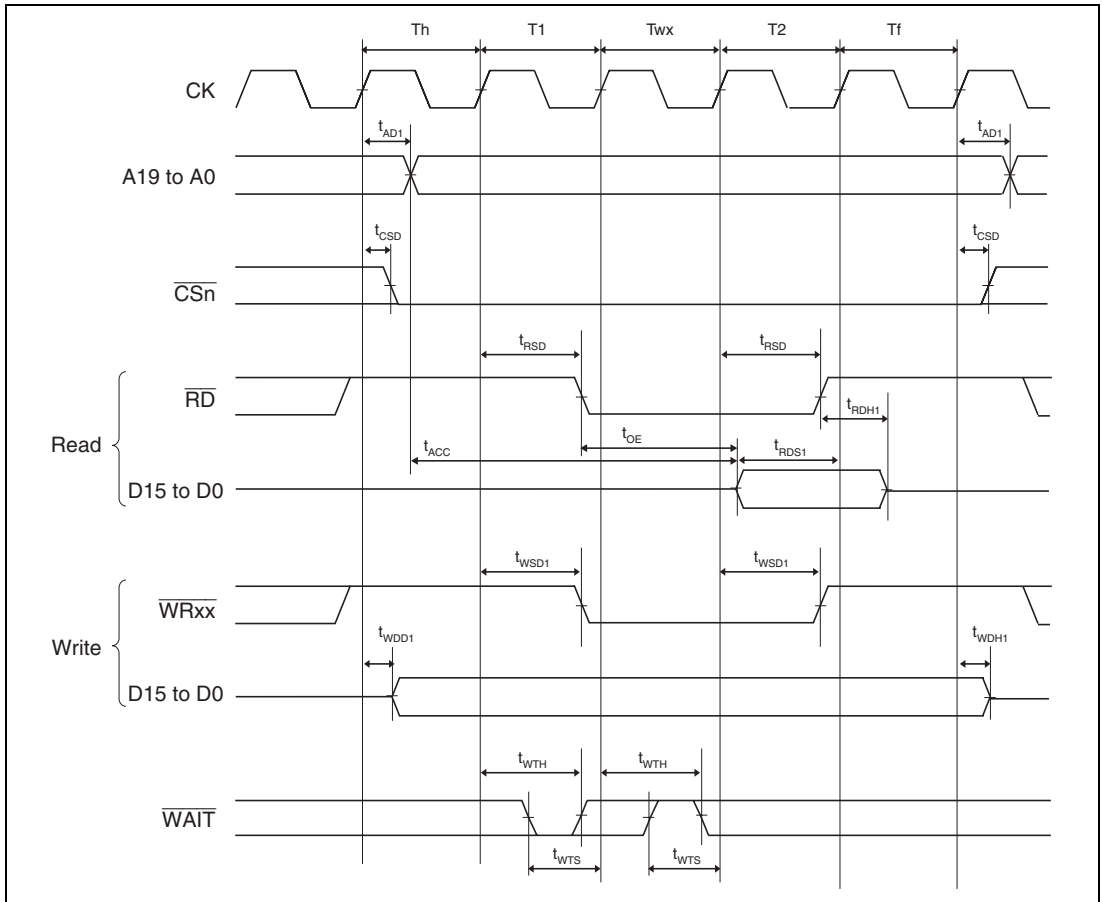 Th T1 Twx T2 Tf
CK
tAD1 tAD1
A19 to A0
tCSD tCSD
CSn
tRSD tRSD
RD
tRDH1
Read
tOE
tACC tRDS1
D15 to D0
tWSD1 tWSD1
WRxx
Write
tWDD1 tWDH1
D15 to D0
tWTH tWTH
WAIT
tWTS tWTS